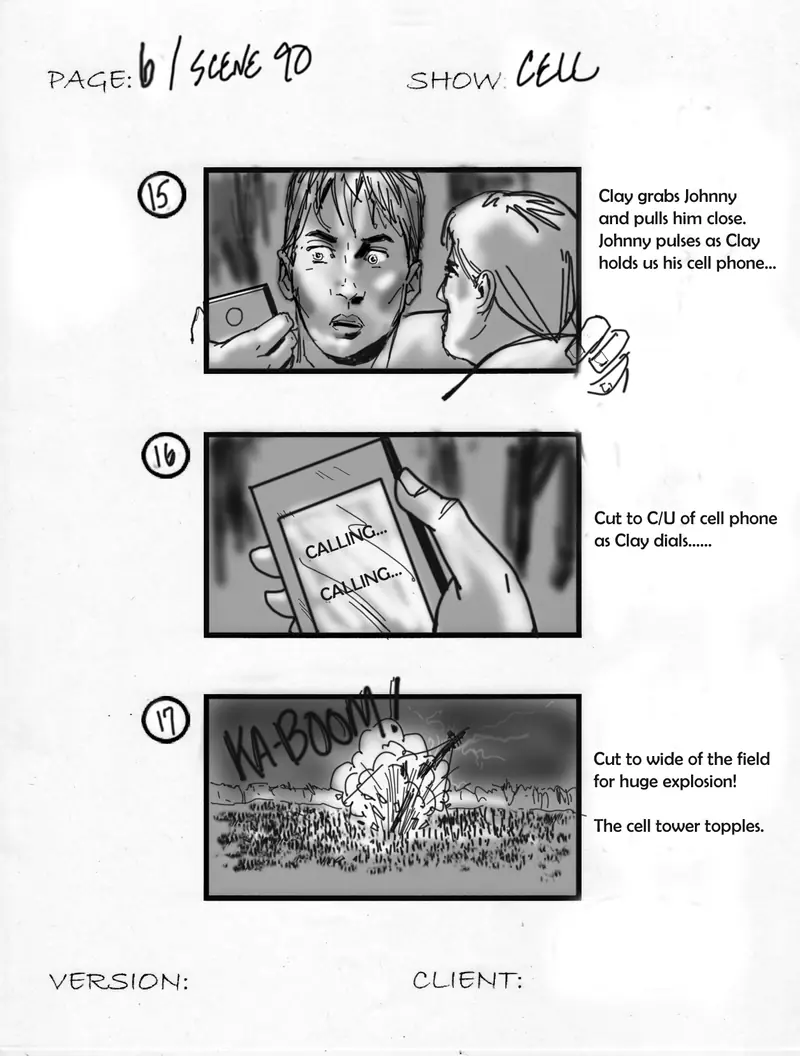 PAGE: 6 / SCENE 90
SHOW: CELL
15
Clay grabs Johnny
and pulls him close.
Johnny pulses as Clay
holds us his cell phone...
16
CALLING...
CALLING...
Cut to C/U of cell phone
as Clay dials......
17
KA-BOOM!
Cut to wide of the field
for huge explosion!
The cell tower topples.
VERSION:
CLIENT: